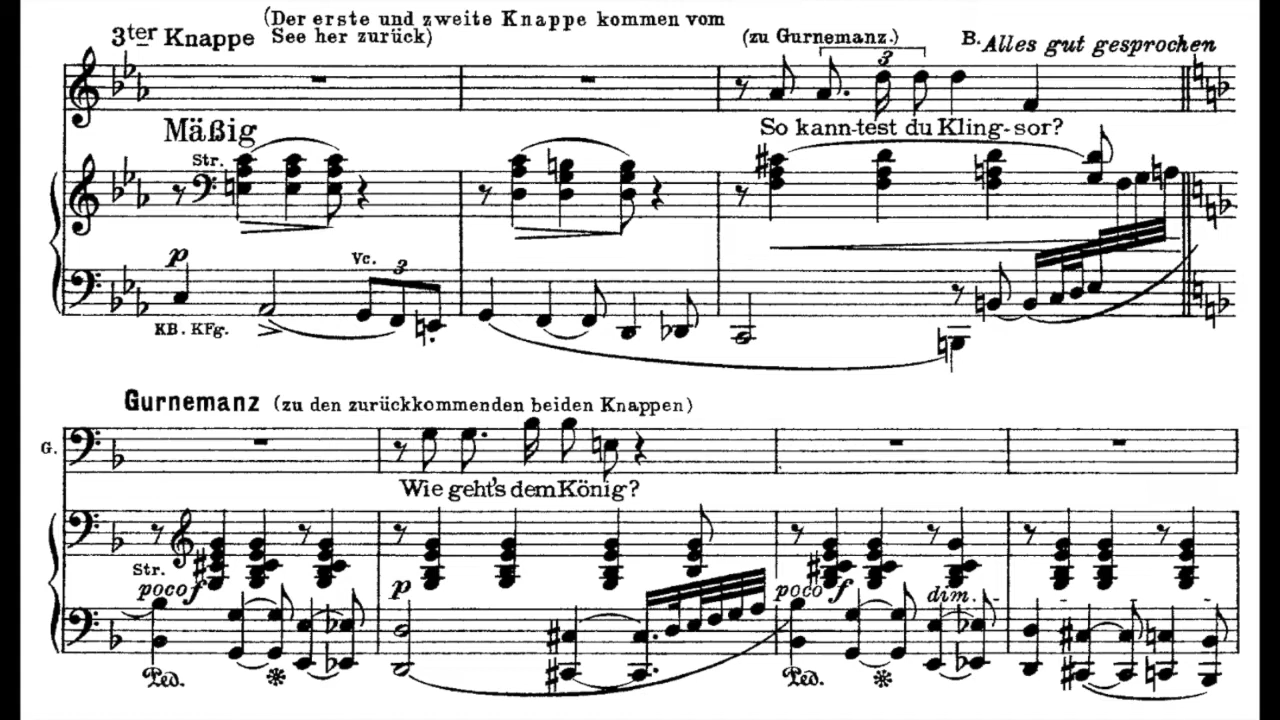 (Der erste und zweite Knappe kommen vom
3ter Knappe See her zurück) (zu Gurnemanz.) B. Alles gut gesprochen
3
Mäßig So kann-test du Kling-sor?
Str.
p Vc. 3
KB. KFg.
Gurnemanz (zu den zurückkommenden beiden Knappen)
G.
Wie geht's dem König?
Str.
poco f p poco f dim.
Ped. Ped.